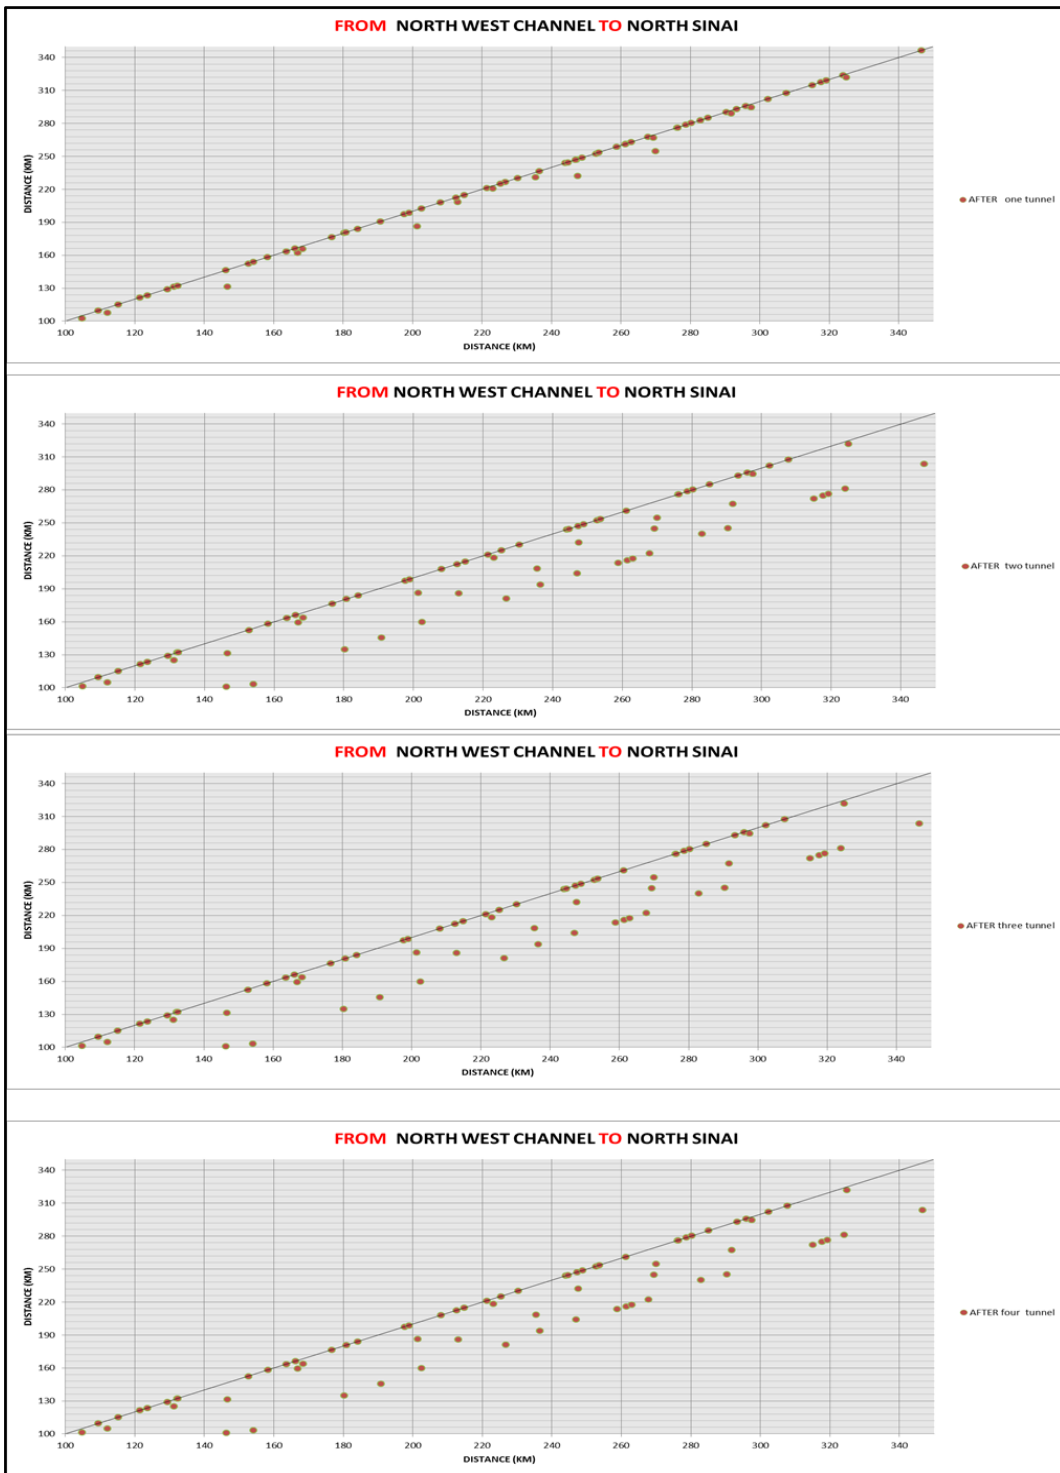 FROM NORTH WEST CHANNEL TO NORTH SINAI
340
310
280
250
220
190
160
130
100
DISTANCE (KM)
100 120 140 160 180 200 220 240 260 280 300 320 340
DISTANCE (KM)
AFTER one tunnel
FROM NORTH WEST CHANNEL TO NORTH SINAI
340
310
280
250
220
190
160
130
100
DISTANCE (KM)
100 120 140 160 180 200 220 240 260 280 300 320 340
DISTANCE (KM)
AFTER two tunnel
FROM NORTH WEST CHANNEL TO NORTH SINAI
340
310
280
250
220
190
160
130
100
DISTANCE (KM)
100 120 140 160 180 200 220 240 260 280 300 320 340
DISTANCE (KM)
AFTER three tunnel
FROM NORTH WEST CHANNEL TO NORTH SINAI
340
310
280
250
220
190
160
130
100
DISTANCE (KM)
100 120 140 160 180 200 220 240 260 280 300 320 340
DISTANCE (KM)
AFTER four tunnel